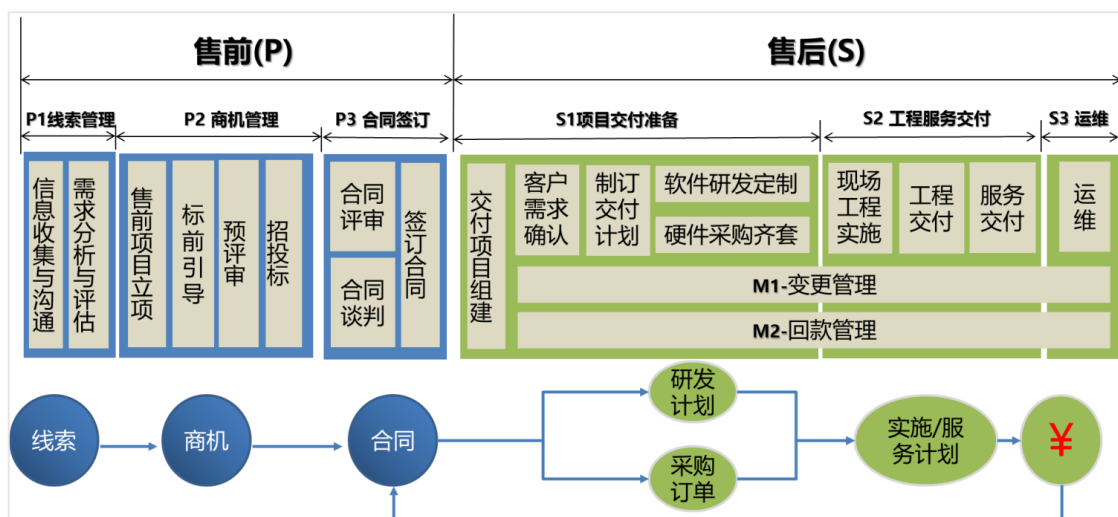 售前(P)
售后(S)
P1线索管理
P2 商机管理
P3 合同签订
S1项目交付准备
S2 工程服务交付
S3 运维
信息收集与沟通
需求分析与评估
售前项目立项
标前引导
预评审
招投标
合同
评审
合同
谈判
签订合同
交付项目组建
客户
需求
确认
制订
交付
计划
软件研发定制
硬件采购齐套
现场
工程
实施
工程
交付
服务
交付
运
维
M1-变更管理
M2-回款管理
线索
商机
合同
研发
计划
采购
订单
实施/服
务计划
¥